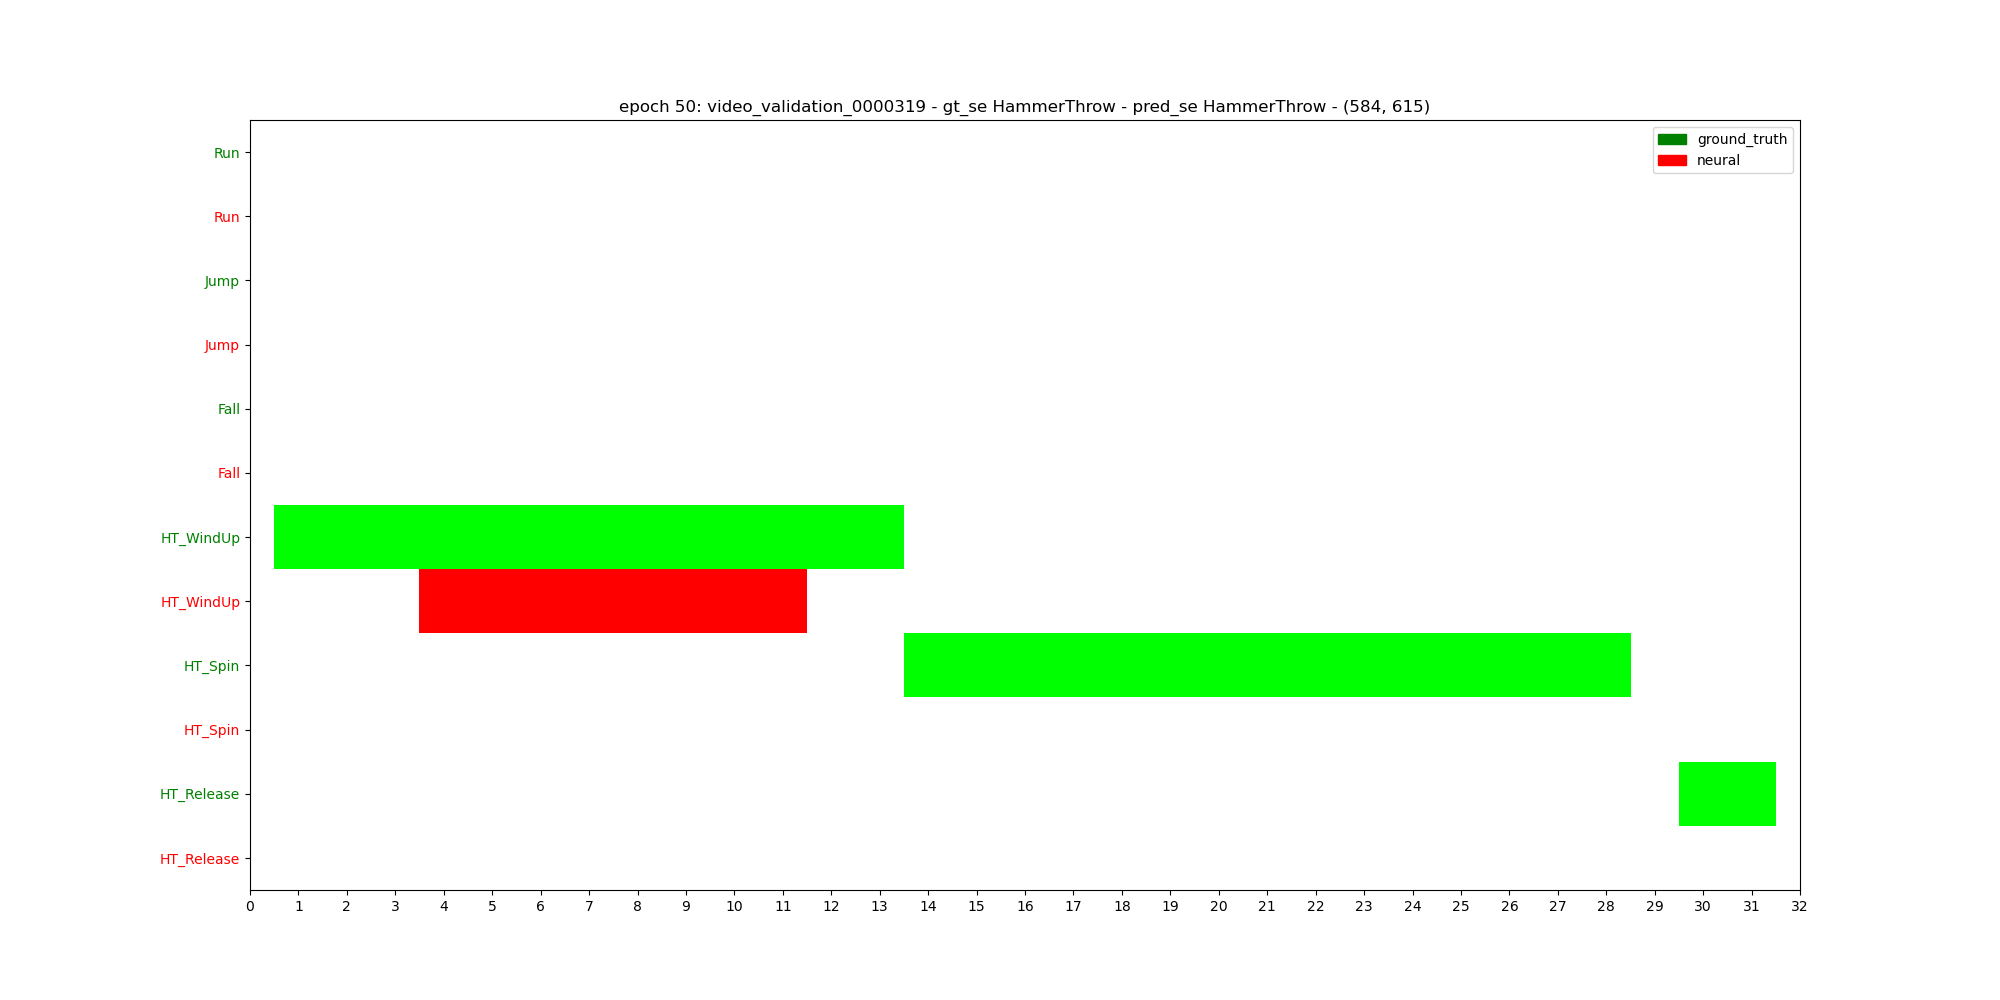 epoch 50: video_validation_0000319 - gt_se HammerThrow - pred_se HammerThrow - (584, 615)
ground_truth
neural
Run
Run
Jump
Jump
Fall
Fall
HT_WindUp
HT_WindUp
HT_Spin
HT_Spin
HT_Release
HT_Release
0 1 2 3 4 5 6 7 8 9 10 11 12 13 14 15 16 17 18 19 20 21 22 23 24 25 26 27 28 29 30 31 32